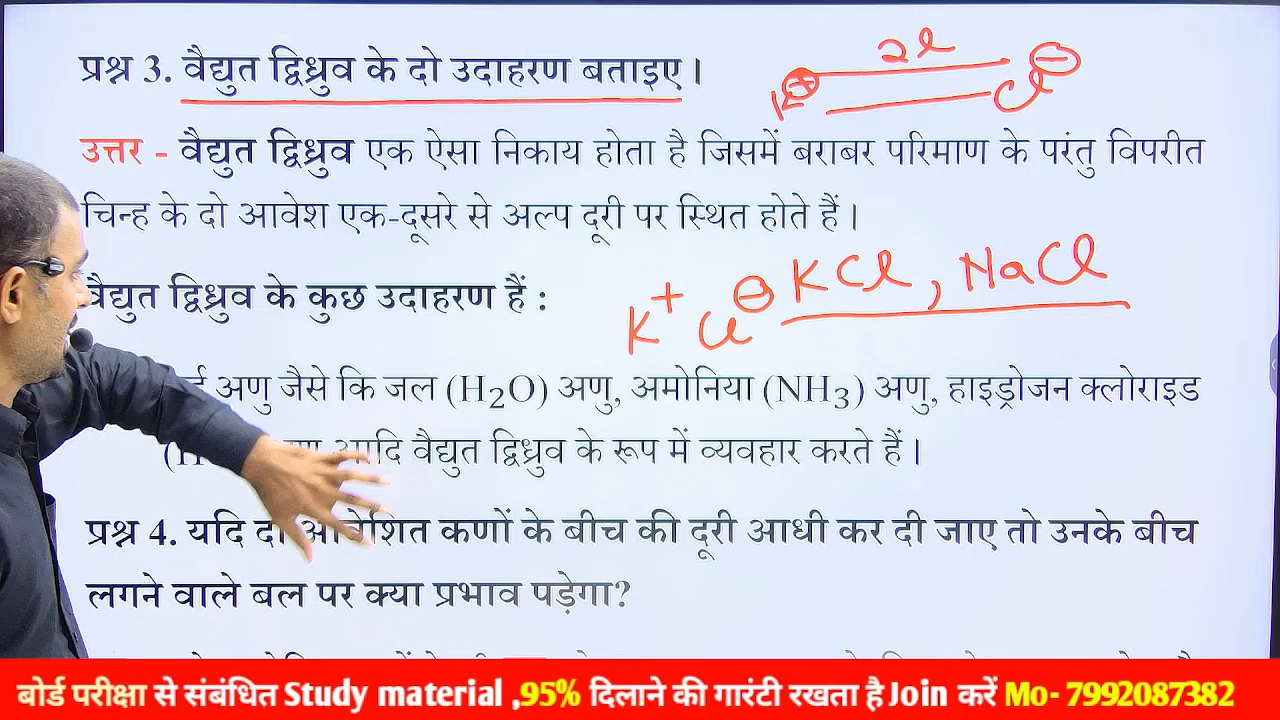 प्रश्न 3. वैद्युत द्विध्रुव के दो उदाहरण बताइए।
2l
K⊕ Cl⊖
उत्तर - वैद्युत द्विध्रुव एक ऐसा निकाय होता है जिसमें बराबर परिमाण के परंतु विपरीत
चिन्ह के दो आवेश एक-दूसरे से अल्प दूरी पर स्थित होते हैं।
KCl, NaCl
वैद्युत द्विध्रुव के कुछ उदाहरण हैं :
K⁺ Cl⊖
अणु जैसे कि जल (H₂O) अणु, अमोनिया (NH₃) अणु, हाइड्रोजन क्लोराइड
आदि वैद्युत द्विध्रुव के रूप में व्यवहार करते हैं।
प्रश्न 4. यदि दो आवेशित कणों के बीच की दूरी आधी कर दी जाए तो उनके बीच
लगने वाले बल पर क्या प्रभाव पड़ेगा?
बोर्ड परीक्षा से संबंधित Study material ,95% दिलाने की गारंटी रखता है Join करें Mo- 7992087382